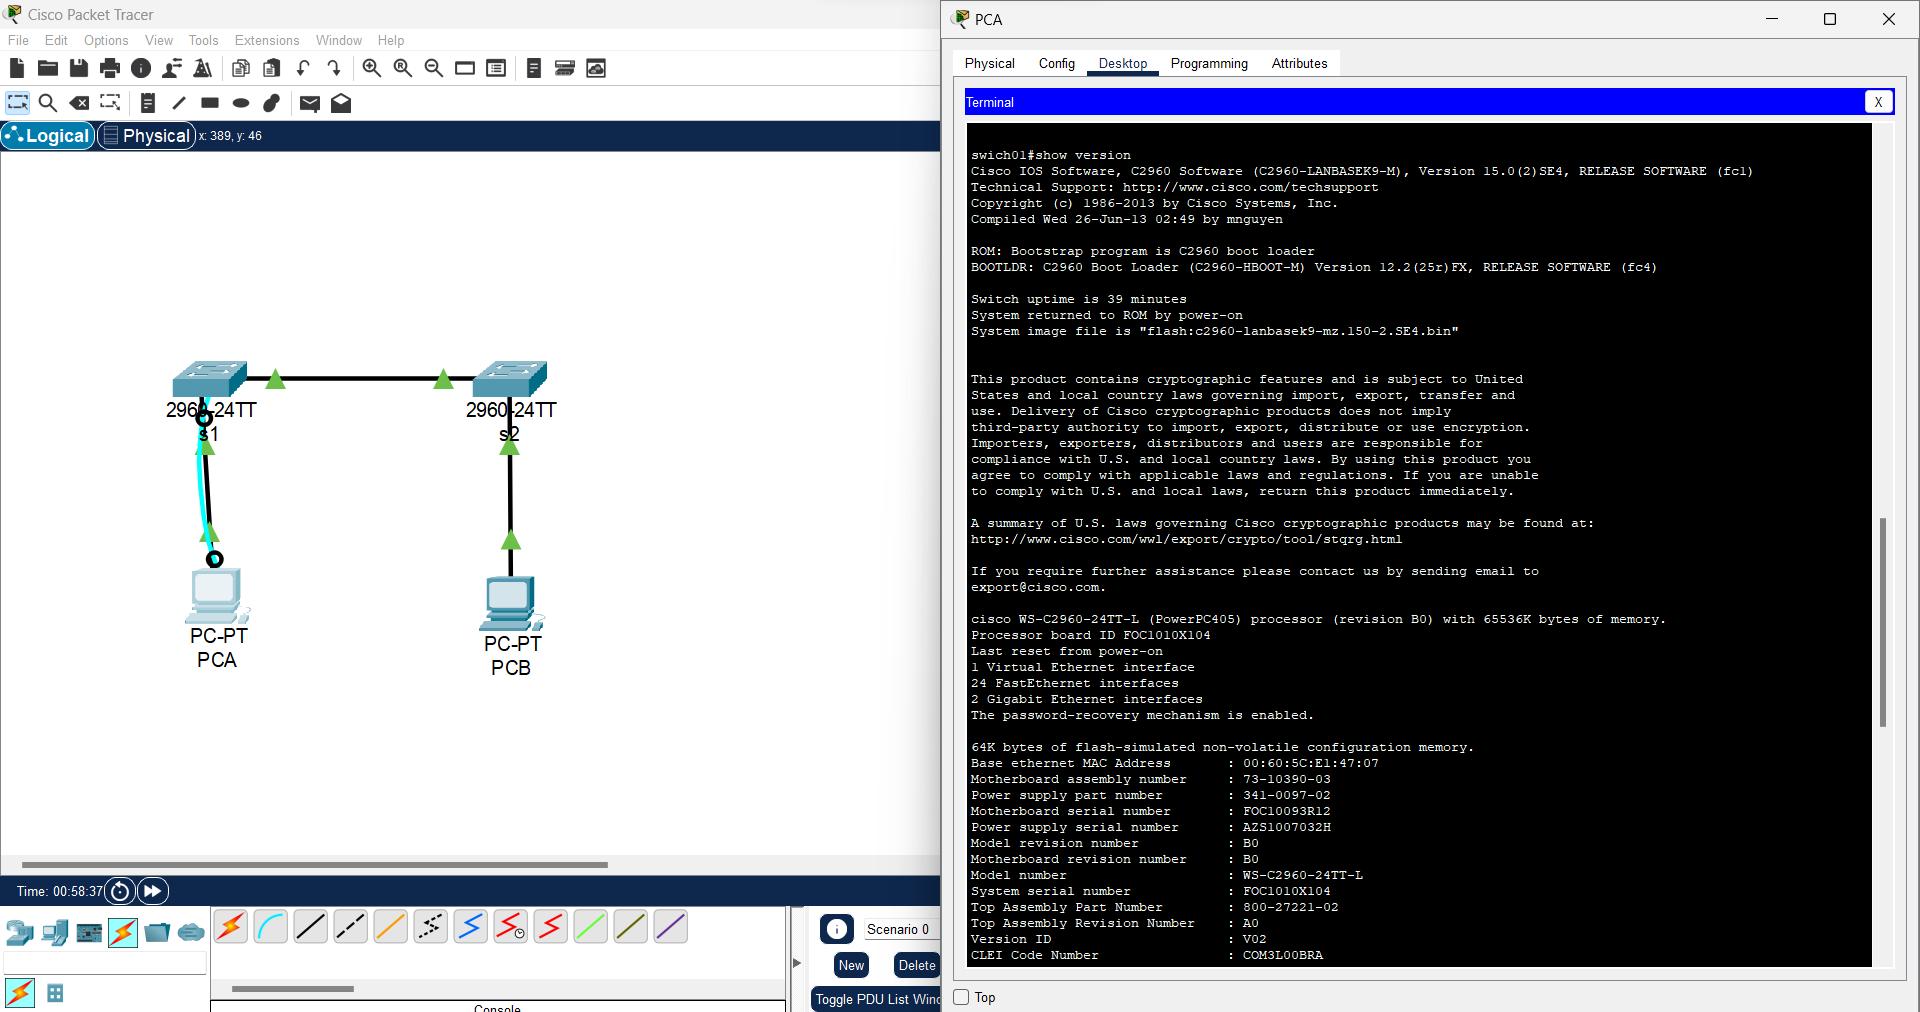 Cisco Packet Tracer
File Edit Options View Tools Extensions Window Help
Logical Physical x: 389, y: 46
2960-24TT
s1
2960-24TT
s2
PC-PT
PCA
PC-PT
PCB
Time: 00:58:37
Scenario 0
New Delete
Toggle PDU List Wind
Console
PCA
Physical Config Desktop Programming Attributes
Terminal X
swich01#show version
Cisco IOS Software, C2960 Software (C2960-LANBASEK9-M), Version 15.0(2)SE4, RELEASE SOFTWARE (fc1)
Technical Support: http://www.cisco.com/techsupport
Copyright (c) 1986-2013 by Cisco Systems, Inc.
Compiled Wed 26-Jun-13 02:49 by mnguyen
ROM: Bootstrap program is C2960 boot loader
BOOTLDR: C2960 Boot Loader (C2960-HBOOT-M) Version 12.2(25r)FX, RELEASE SOFTWARE (fc4)
Switch uptime is 39 minutes
System returned to ROM by power-on
System image file is "flash:c2960-lanbasek9-mz.150-2.SE4.bin"
This product contains cryptographic features and is subject to United
States and local country laws governing import, export, transfer and
use. Delivery of Cisco cryptographic products does not imply
third-party authority to import, export, distribute or use encryption.
Importers, exporters, distributors and users are responsible for
compliance with U.S. and local country laws. By using this product you
agree to comply with applicable laws and regulations. If you are unable
to comply with U.S. and local laws, return this product immediately.
A summary of U.S. laws governing Cisco cryptographic products may be found at:
http://www.cisco.com/wwl/export/crypto/tool/stqrg.html
If you require further assistance please contact us by sending email to
export@cisco.com.
cisco WS-C2960-24TT-L (PowerPC405) processor (revision B0) with 65536K bytes of memory.
Processor board ID FOC1010X104
Last reset from power-on
1 Virtual Ethernet interface
24 FastEthernet interfaces
2 Gigabit Ethernet interfaces
The password-recovery mechanism is enabled.
64K bytes of flash-simulated non-volatile configuration memory.
Base ethernet MAC Address : 00:60:5C:E1:47:07
Motherboard assembly number : 73-10390-03
Power supply part number : 341-0097-02
Motherboard serial number : FOC10093R12
Power supply serial number : AZS1007032H
Model revision number : B0
Motherboard revision number : B0
Model number : WS-C2960-24TT-L
System serial number : FOC1010X104
Top Assembly Part Number : 800-27221-02
Top Assembly Revision Number : A0
Version ID : V02
CLEI Code Number : COM3L00BRA
Top